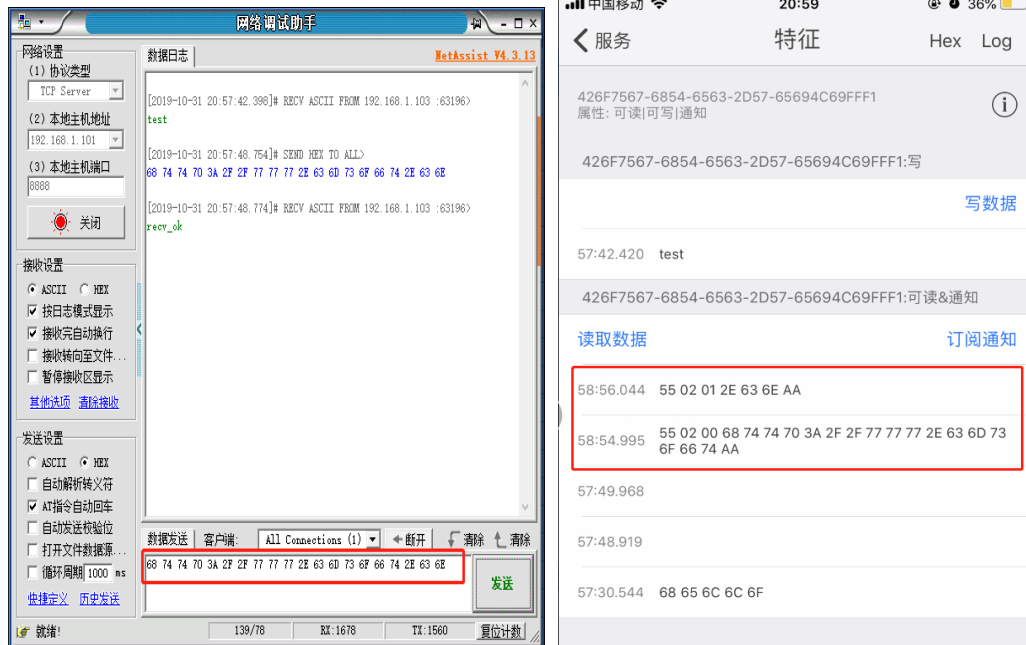 网络调试助手
网络设置
(1) 协议类型
TCP Server
(2) 本地主机地址
192.168.1.101
(3) 本地主机端口
8888
关闭
接收设置
ASCII HEX
按日志模式显示
接收完自动换行
接收转向至文件...
暂停接收区显示
其他选项 清除接收
发送设置
ASCII HEX
自动解析转义符
AT指令自动回车
自动发送校验位
打开文件数据源...
循环周期 1000 ms
快捷定义 历史发送
数据日志
NetAssist V4.3.13
[2019-10-31 20:57:42.398]# RECV ASCII FROM 192.168.1.103 :63196>
test
[2019-10-31 20:57:48.754]# SEND HEX TO ALL>
68 74 74 70 3A 2F 2F 77 77 77 2E 63 6D 73 6F 66 74 2E 63 6E
[2019-10-31 20:57:48.774]# RECV ASCII FROM 192.168.1.103 :63196>
recv_ok
数据发送 客户端: All Connections (1) 断开 清除 清除
68 74 74 70 3A 2F 2F 77 77 77 2E 63 6D 73 6F 66 74 2E 63 6E
发送
就绪! 139/78 RX:1678 TX:1560 复位计数
中国移动 20:59 36%
服务 特征 Hex Log
426F7567-6854-6563-2D57-65694C69FFF1
属性: 可读|可写|通知
426F7567-6854-6563-2D57-65694C69FFF1:写
写数据
57:42.420 test
426F7567-6854-6563-2D57-65694C69FFF1:可读&通知
读取数据 订阅通知
58:56.044 55 02 01 2E 63 6E AA
58:54.995 55 02 00 68 74 74 70 3A 2F 2F 77 77 77 2E 63 6D 73
6F 66 74 AA
57:49.968
57:48.919
57:30.544 68 65 6C 6C 6F